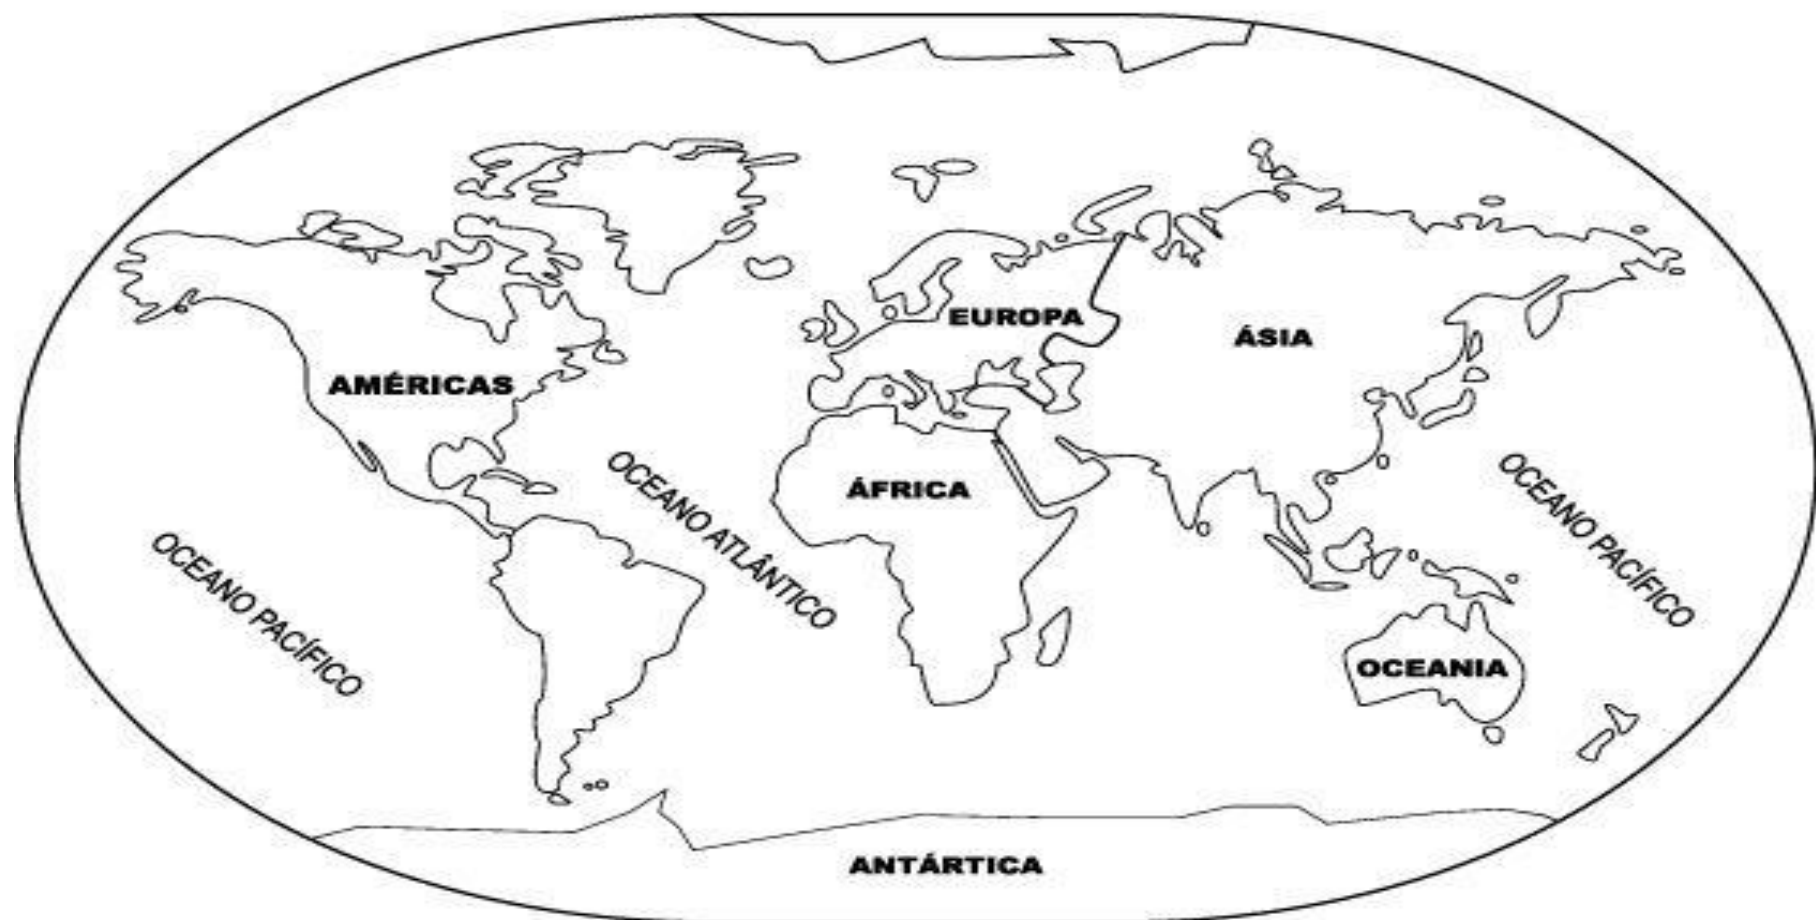 EUROPA
ÁSIA
AMÉRICAS
OCEANO ATLÂNTICO
ÁFRICA
OCEANO PACÍFICO
OCEANO PACÍFICO
OCEANIA
ANTÁRTICA